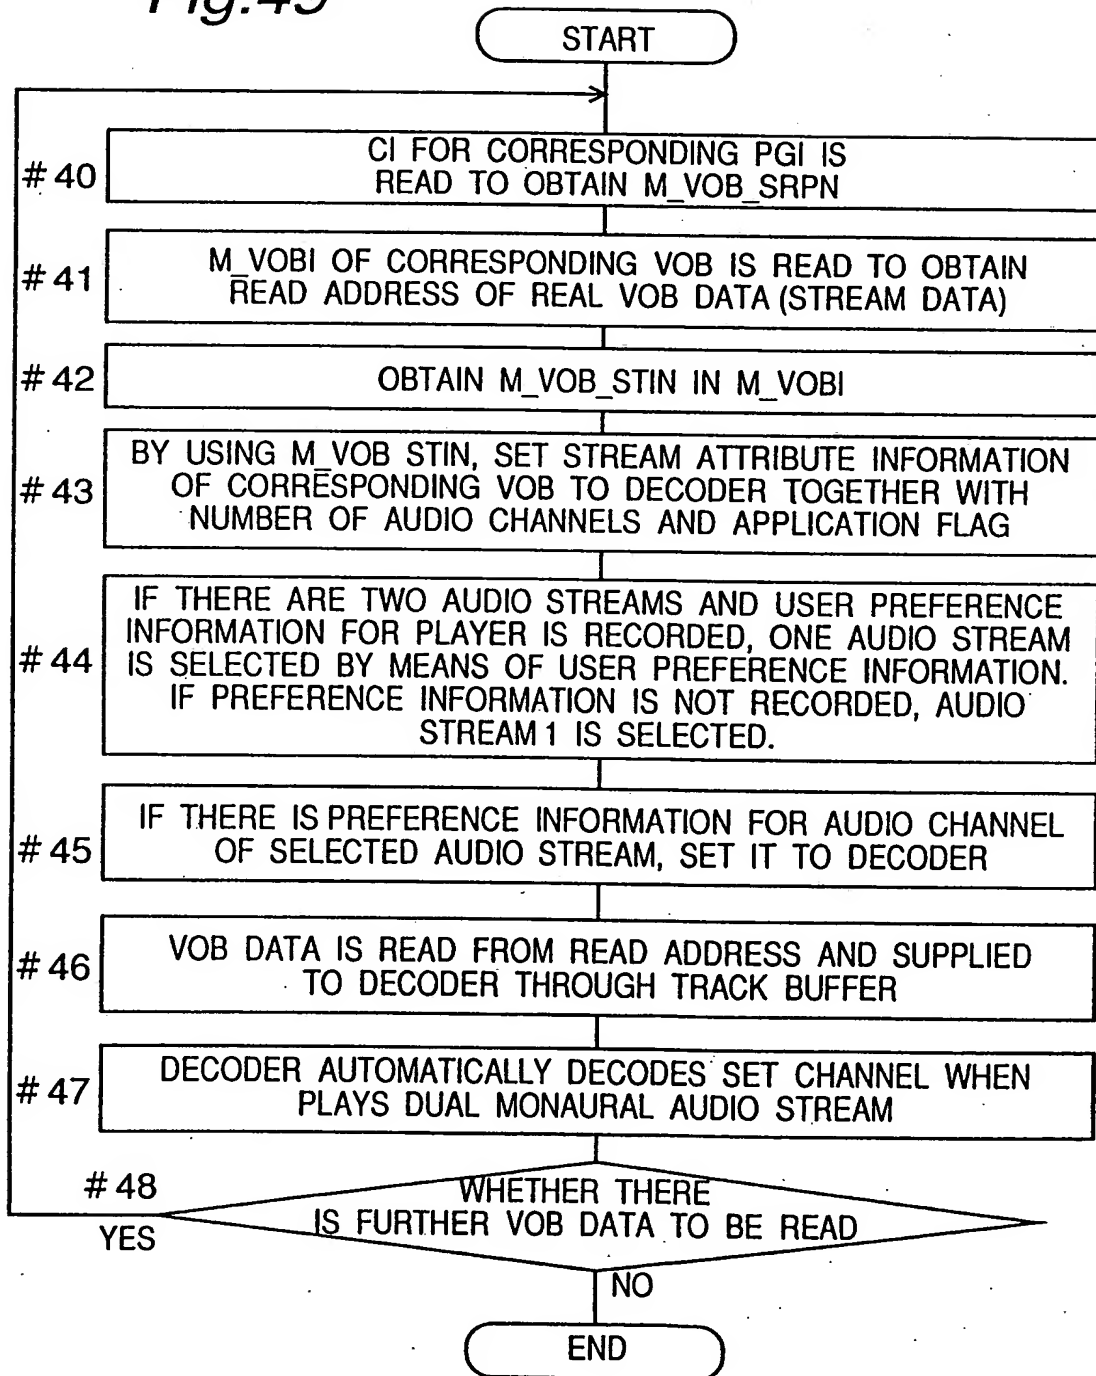 START
#40
CI FOR CORRESPONDING PGI IS
READ TO OBTAIN M_VOB_SRPN
#41
M_VOBI OF CORRESPONDING VOB IS READ TO OBTAIN
READ ADDRESS OF REAL VOB DATA (STREAM DATA)
#42
OBTAIN M_VOB_STIN IN M_VOBI
#43
BY USING M_VOB STIN, SET STREAM ATTRIBUTE INFORMATION
OF CORRESPONDING VOB TO DECODER TOGETHER WITH
NUMBER OF AUDIO CHANNELS AND APPLICATION FLAG
#44
IF THERE ARE TWO AUDIO STREAMS AND USER PREFERENCE
INFORMATION FOR PLAYER IS RECORDED, ONE AUDIO STREAM
IS SELECTED BY MEANS OF USER PREFERENCE INFORMATION.
IF PREFERENCE INFORMATION IS NOT RECORDED, AUDIO
STREAM 1 IS SELECTED.
#45
IF THERE IS PREFERENCE INFORMATION FOR AUDIO CHANNEL
OF SELECTED AUDIO STREAM, SET IT TO DECODER
#46
VOB DATA IS READ FROM READ ADDRESS AND SUPPLIED
TO DECODER THROUGH TRACK BUFFER
#47
DECODER AUTOMATICALLY DECODES SET CHANNEL WHEN
PLAYS DUAL MONAURAL AUDIO STREAM
#48
WHETHER THERE
IS FURTHER VOB DATA TO BE READ
YES
NO
END